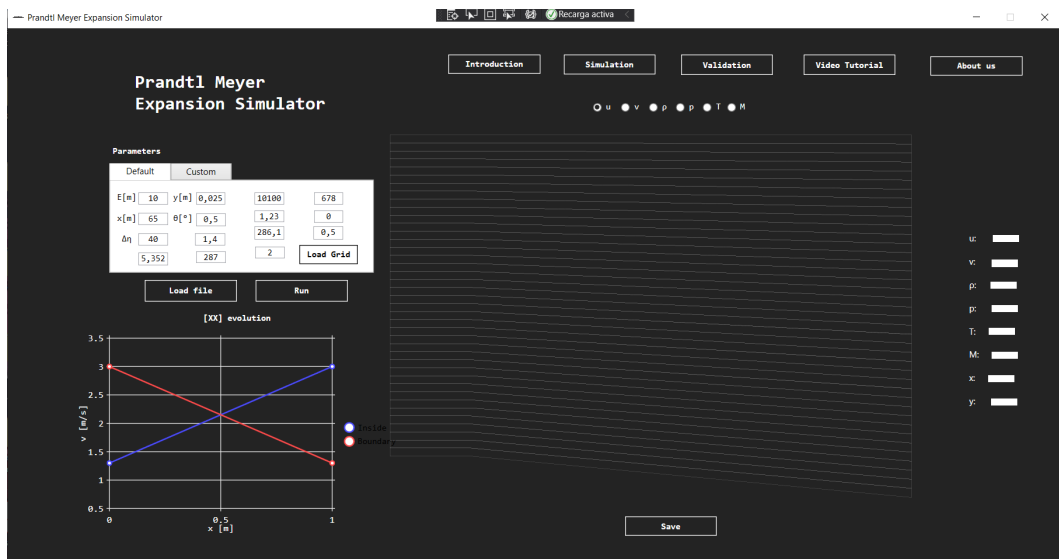 Prandtl Meyer Expansion Simulator
Recarga activa
Introduction
Simulation
Validation
Video Tutorial
About us
Prandtl Meyer
Expansion Simulator
u v ρ p T M
Parameters
Default
Custom
E[m] 10 y[m] 0,025 10100 678
x[m] 65 θ[°] 0,5 1,23 0
286,1 0,5
Δη 40 1,4
5,352 287 2 Load Grid
Load file
Run
[XX] evolution
3.5
3
2.5
2
1.5
1
0.5
v [m/s]
0 0.5 1
x [m]
Inside
Boundary
u:
v:
ρ:
p:
T:
M:
x:
y:
Save